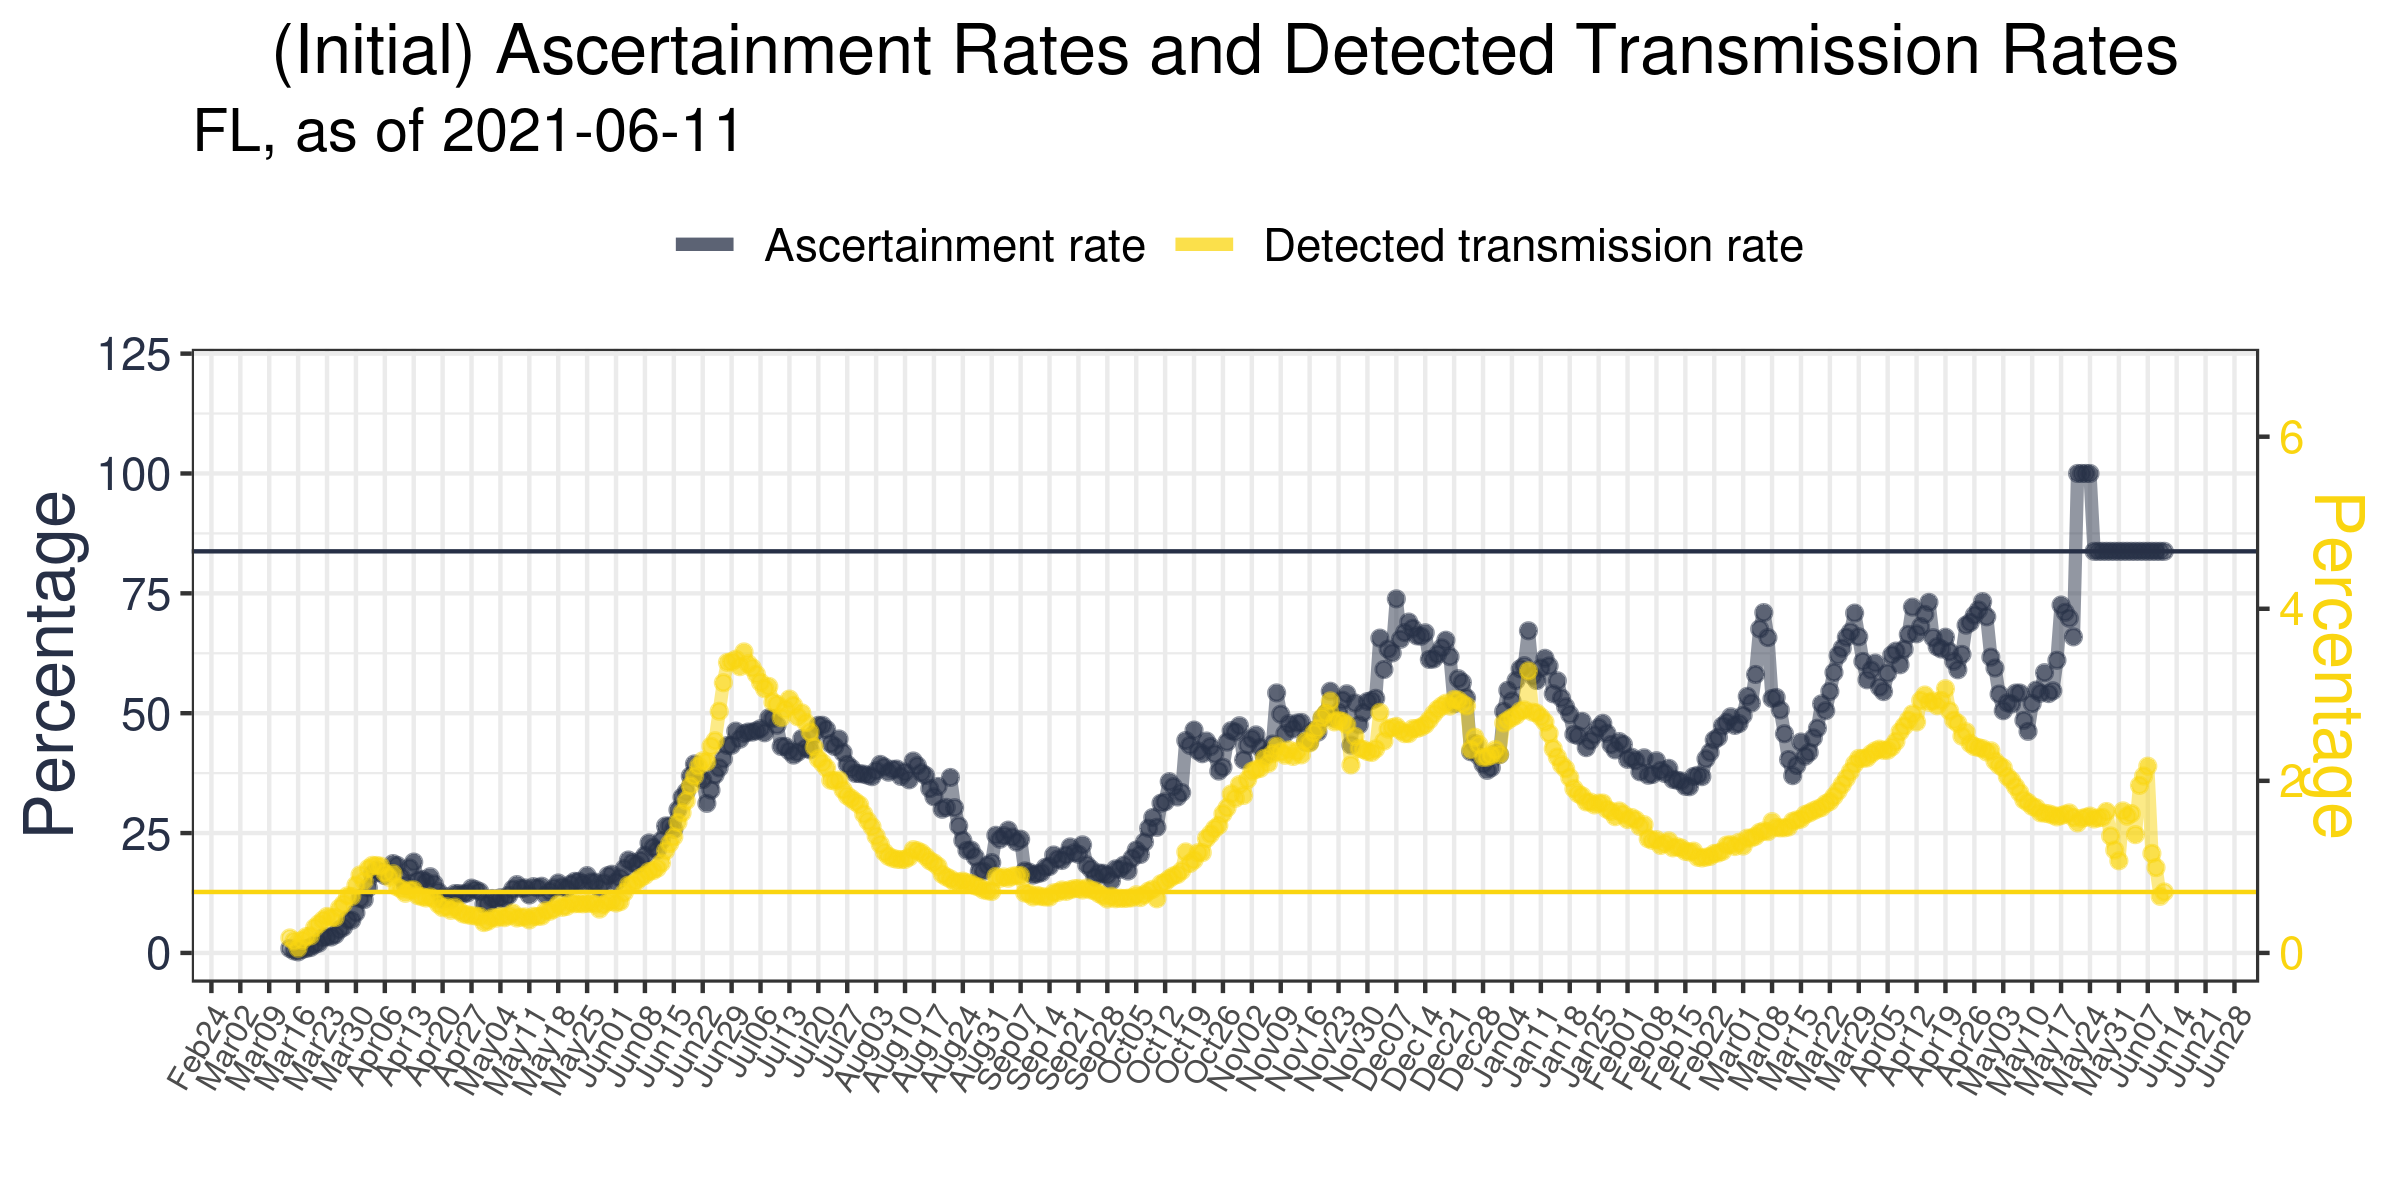 (Initial) Ascertainment Rates and Detected Transmission Rates
FL, as of 2021-06-11
Ascertainment rate
Detected transmission rate
125
100
75
50
25
0
Percentage
6
4
2
0
Percentage
Feb24
Mar02
Mar09
Mar16
Mar23
Mar30
Apr06
Apr13
Apr20
Apr27
May04
May11
May18
May25
Jun01
Jun08
Jun15
Jun22
Jun29
Jul06
Jul13
Jul20
Jul27
Aug03
Aug10
Aug17
Aug24
Aug31
Sep07
Sep14
Sep21
Sep28
Oct05
Oct12
Oct19
Oct26
Nov02
Nov09
Nov16
Nov23
Nov30
Dec07
Dec14
Dec21
Dec28
Jan04
Jan11
Jan18
Jan25
Feb01
Feb08
Feb15
Feb22
Mar01
Mar08
Mar15
Mar22
Mar29
Apr05
Apr12
Apr19
Apr26
May03
May10
May17
May24
May31
Jun07
Jun14
Jun21
Jun28